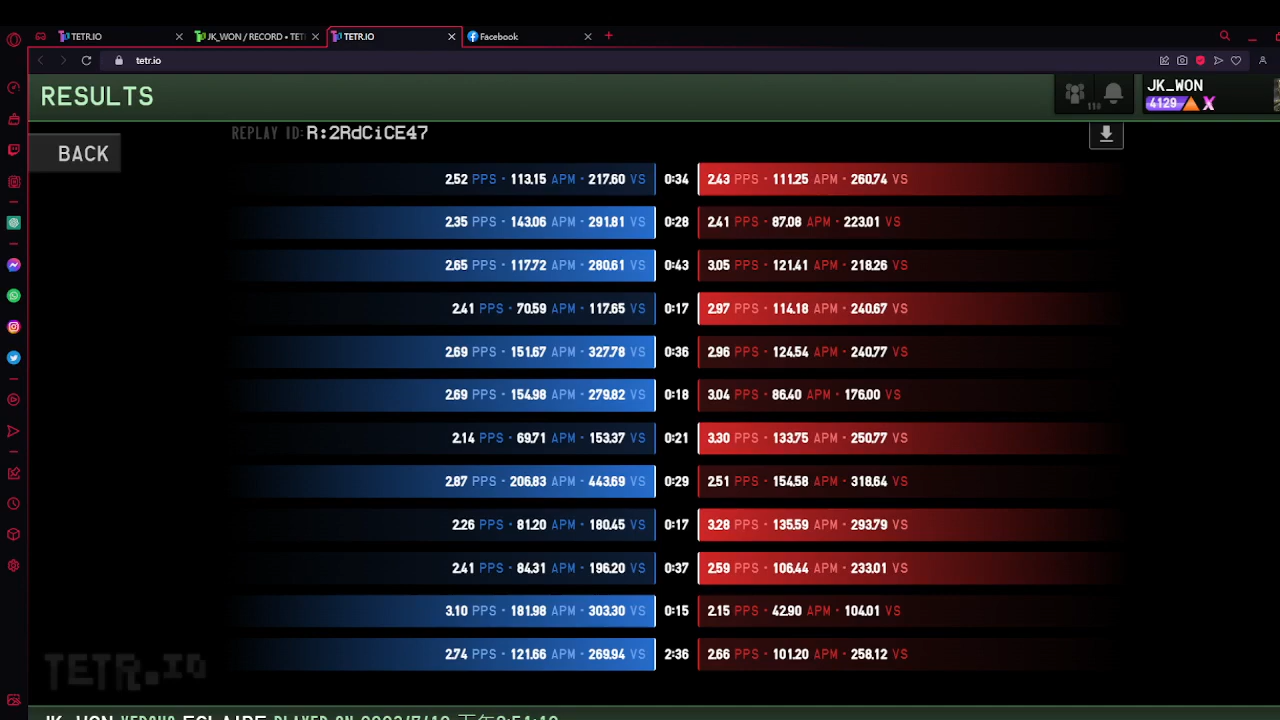 TETR.IO JK_WON / RECORD • TET TETR.IO Facebook
tetr.io
RESULTS
118
JK_WON
4129 X
BACK
REPLAY ID: R:2RdCiCE47
2.52 PPS · 113.15 APM · 217.60 VS 0:34 2.43 PPS · 111.25 APM · 260.74 VS
2.35 PPS · 143.06 APM · 291.81 VS 0:28 2.41 PPS · 87.08 APM · 223.01 VS
2.65 PPS · 117.72 APM · 280.61 VS 0:43 3.05 PPS · 121.41 APM · 218.26 VS
2.41 PPS · 70.59 APM · 117.65 VS 0:17 2.97 PPS · 114.18 APM · 240.67 VS
2.69 PPS · 151.67 APM · 327.78 VS 0:36 2.96 PPS · 124.54 APM · 240.77 VS
2.69 PPS · 154.98 APM · 279.82 VS 0:18 3.04 PPS · 86.40 APM · 176.00 VS
2.14 PPS · 69.71 APM · 153.37 VS 0:21 3.30 PPS · 133.75 APM · 250.77 VS
2.87 PPS · 206.83 APM · 443.69 VS 0:29 2.51 PPS · 154.58 APM · 318.64 VS
2.26 PPS · 81.20 APM · 180.45 VS 0:17 3.28 PPS · 135.59 APM · 293.79 VS
2.41 PPS · 84.31 APM · 196.20 VS 0:37 2.59 PPS · 106.44 APM · 233.01 VS
3.10 PPS · 181.98 APM · 303.30 VS 0:15 2.15 PPS · 42.90 APM · 104.01 VS
2.74 PPS · 121.66 APM · 269.94 VS 2:36 2.66 PPS · 101.20 APM · 258.12 VS
TETR.IO
JK_WON VERSUS ECLAIRE PLAYED ON